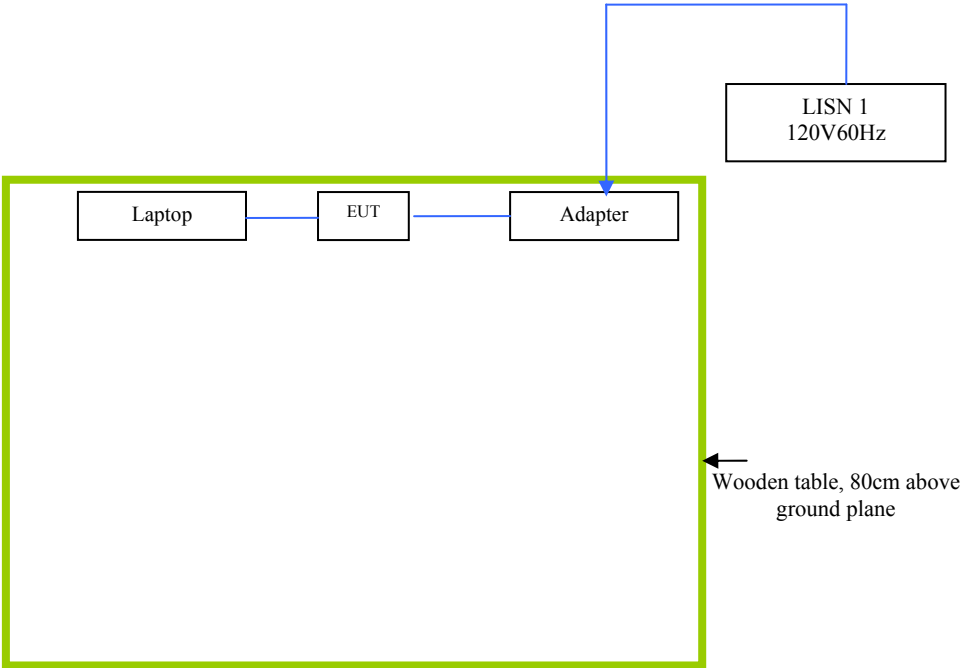 LISN 1
120V60Hz
Laptop
EUT
Adapter
Wooden table, 80cm above
ground plane